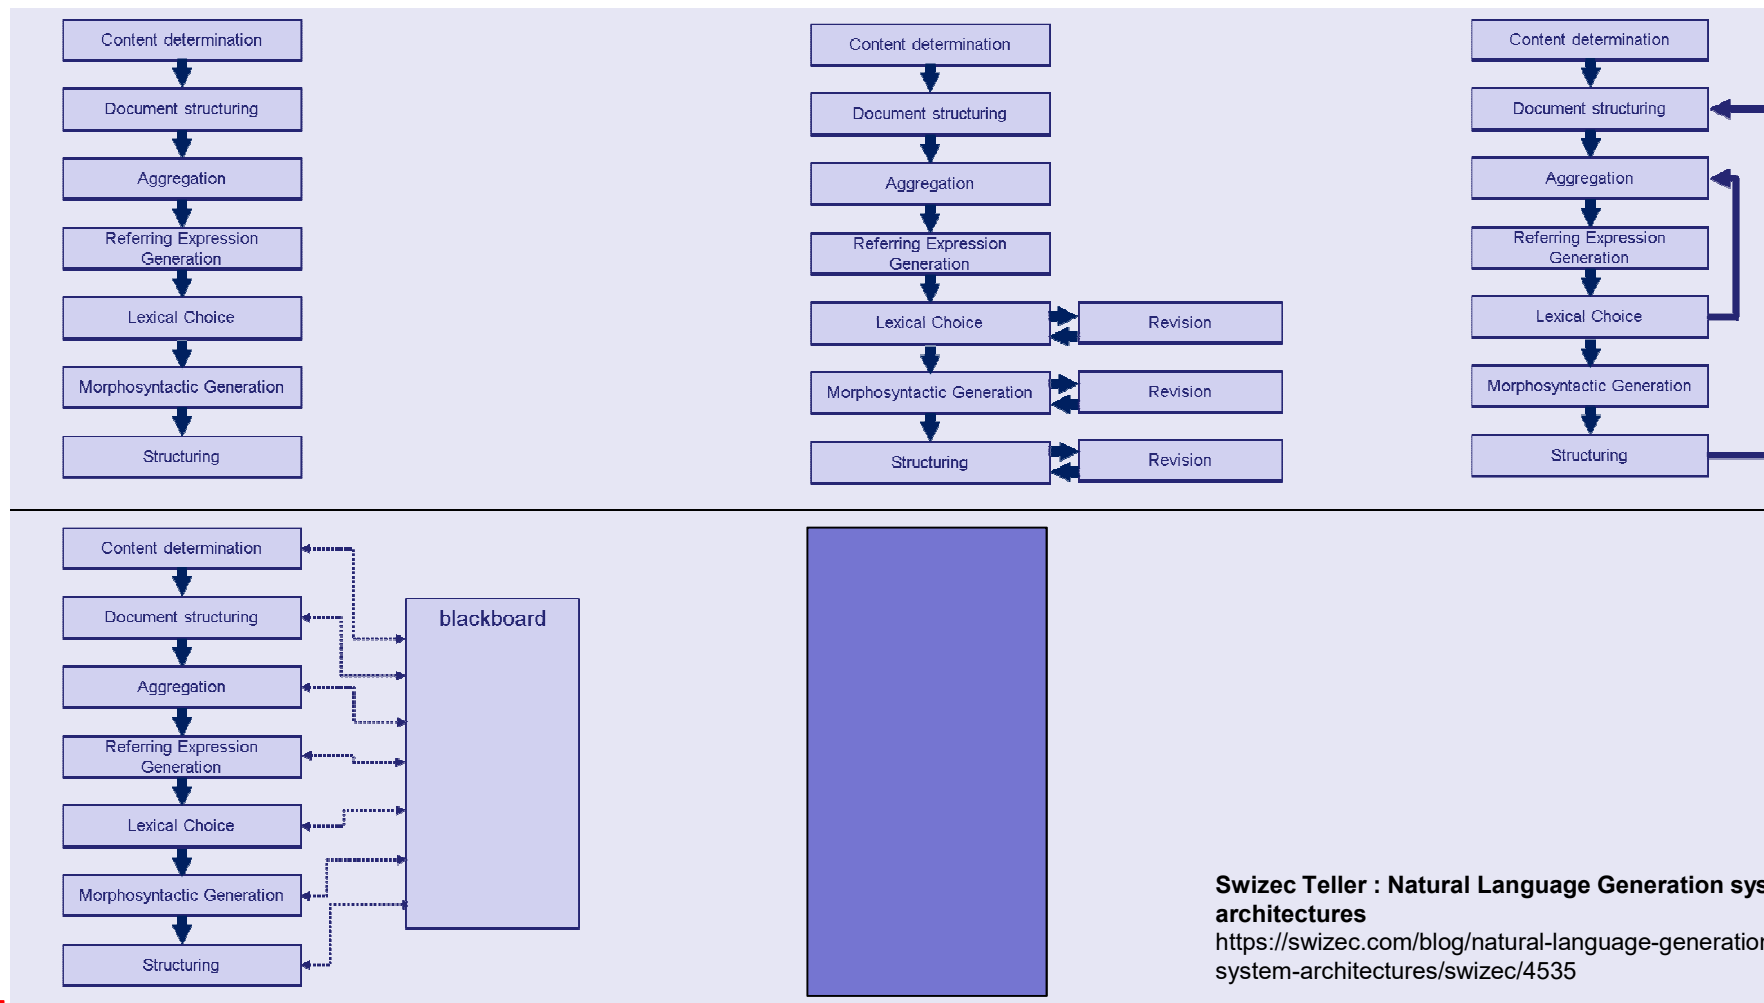 Content determination
Document structuring
Aggregation
Referring Expression
Generation
Lexical Choice
Morphosyntactic Generation
Structuring
Content determination
Document structuring
Aggregation
Referring Expression
Generation
Lexical Choice
Revision
Morphosyntactic Generation
Revision
Structuring
Revision
Content determination
Document structuring
Aggregation
Referring Expression
Generation
Lexical Choice
Morphosyntactic Generation
Structuring
Content determination
Document structuring
Aggregation
Referring Expression
Generation
Lexical Choice
Morphosyntactic Generation
Structuring
blackboard
Swizec Teller : Natural Language Generation sys
architectures
https://swizec.com/blog/natural-language-generation
system-architectures/swizec/4535